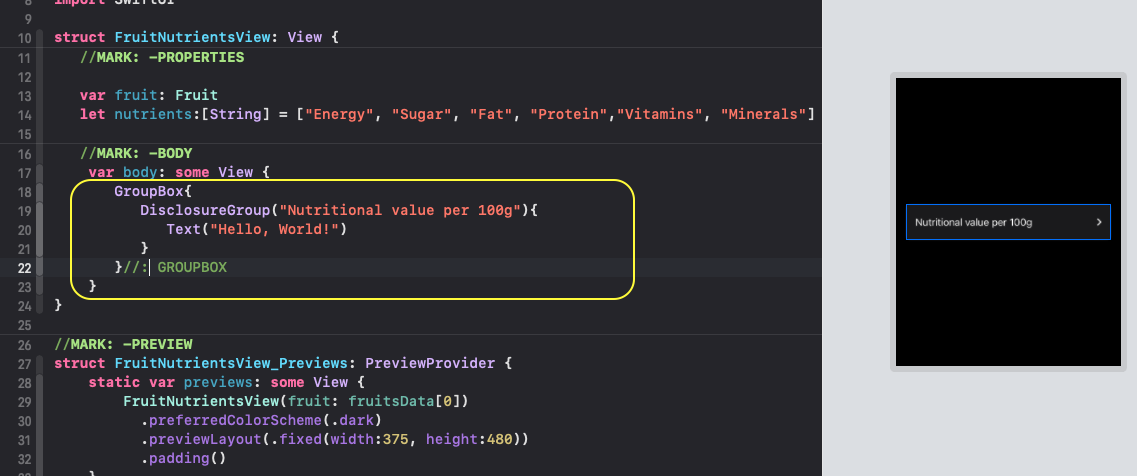 8 import SwiftUI
9
10 struct FruitNutrientsView: View {
11 //MARK: -PROPERTIES
12
13 var fruit: Fruit
14 let nutrients:[String] = ["Energy", "Sugar", "Fat", "Protein","Vitamins", "Minerals"]
15
16 //MARK: -BODY
17 var body: some View {
18 GroupBox{
19 DisclosureGroup("Nutritional value per 100g"){
20 Text("Hello, World!")
21 }
22 }//: GROUPBOX
23 }
24 }
25
26 //MARK: -PREVIEW
27 struct FruitNutrientsView_Previews: PreviewProvider {
28 static var previews: some View {
29 FruitNutrientsView(fruit: fruitsData[0])
30 .preferredColorScheme(.dark)
31 .previewLayout(.fixed(width:375, height:480))
32 .padding()
}
Nutritional value per 100g >